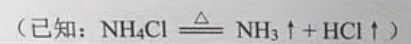 （已知：NH₄Cl ≜ NH₃↑+HCl↑）